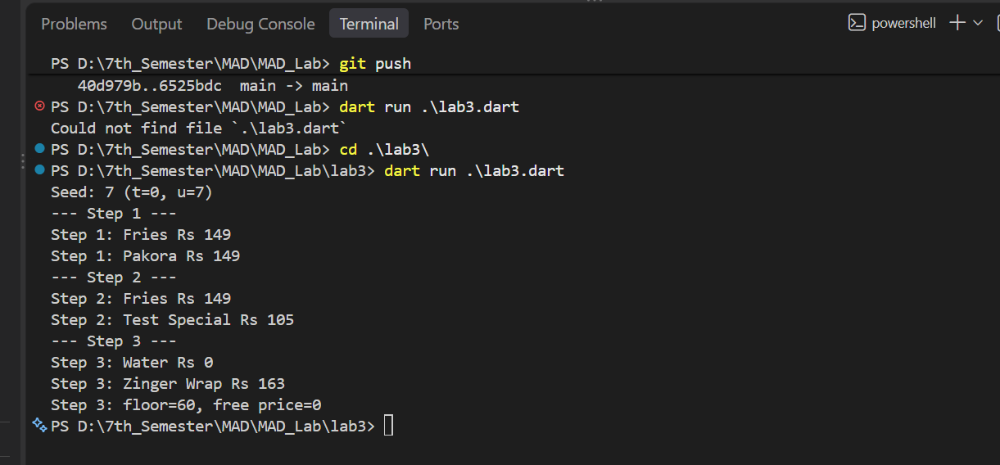 Problems Output Debug Console Terminal Ports powershell
PS D:\7th_Semester\MAD\MAD_Lab> git push
40d979b..6525bdc  main -> main
PS D:\7th_Semester\MAD\MAD_Lab> dart run .\lab3.dart
Could not find file `.\lab3.dart`
PS D:\7th_Semester\MAD\MAD_Lab> cd .\lab3\
PS D:\7th_Semester\MAD\MAD_Lab\lab3> dart run .\lab3.dart
Seed: 7 (t=0, u=7)
--- Step 1 ---
Step 1: Fries Rs 149
Step 1: Pakora Rs 149
--- Step 2 ---
Step 2: Fries Rs 149
Step 2: Test Special Rs 105
--- Step 3 ---
Step 3: Water Rs 0
Step 3: Zinger Wrap Rs 163
Step 3: floor=60, free price=0
PS D:\7th_Semester\MAD\MAD_Lab\lab3>